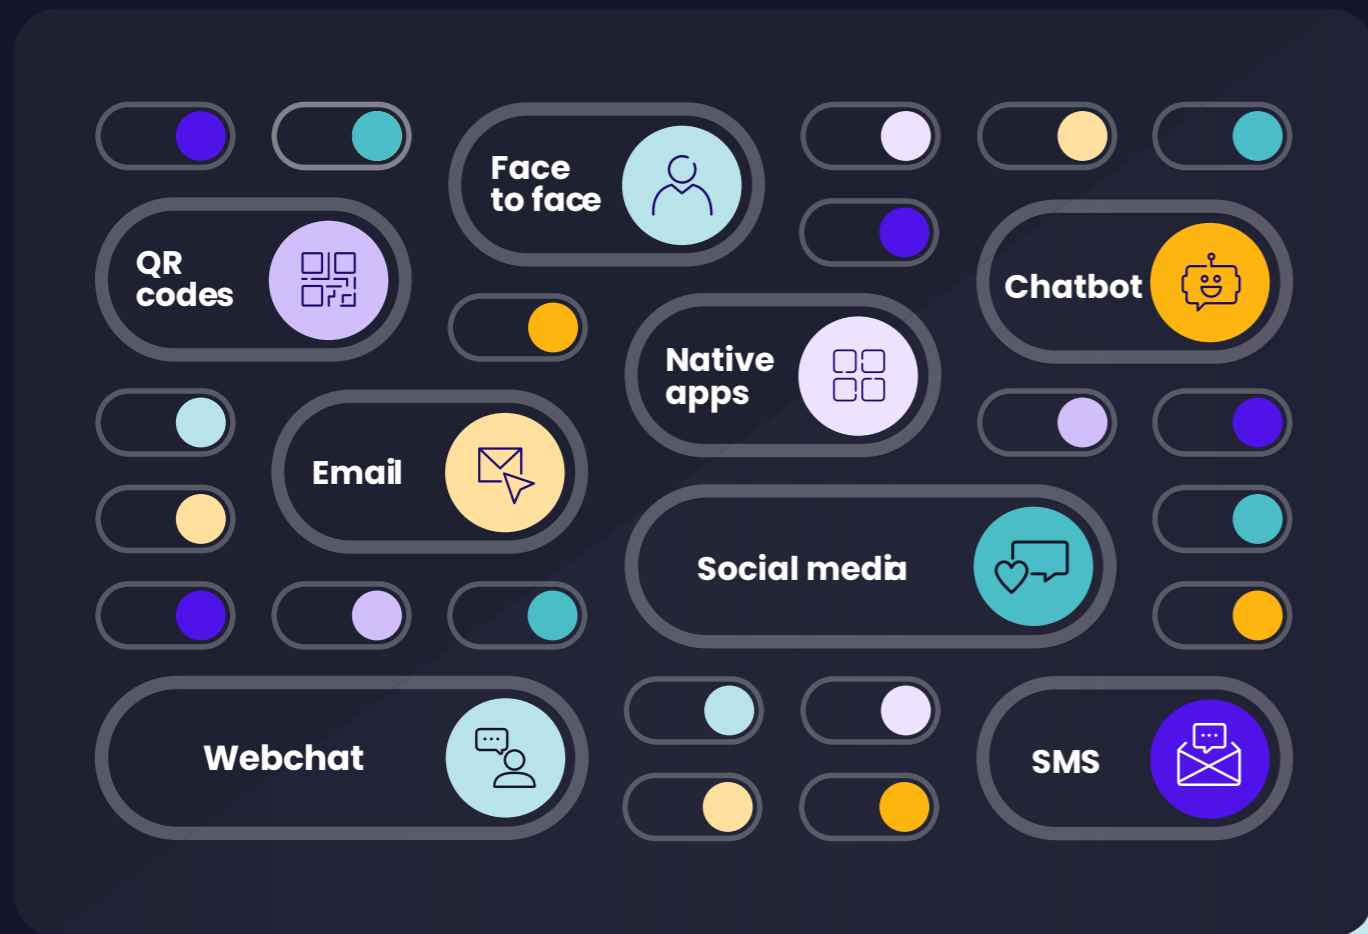 Face
to face
QR
codes
Chatbot
Native
apps
Email
Social media
Webchat
SMS